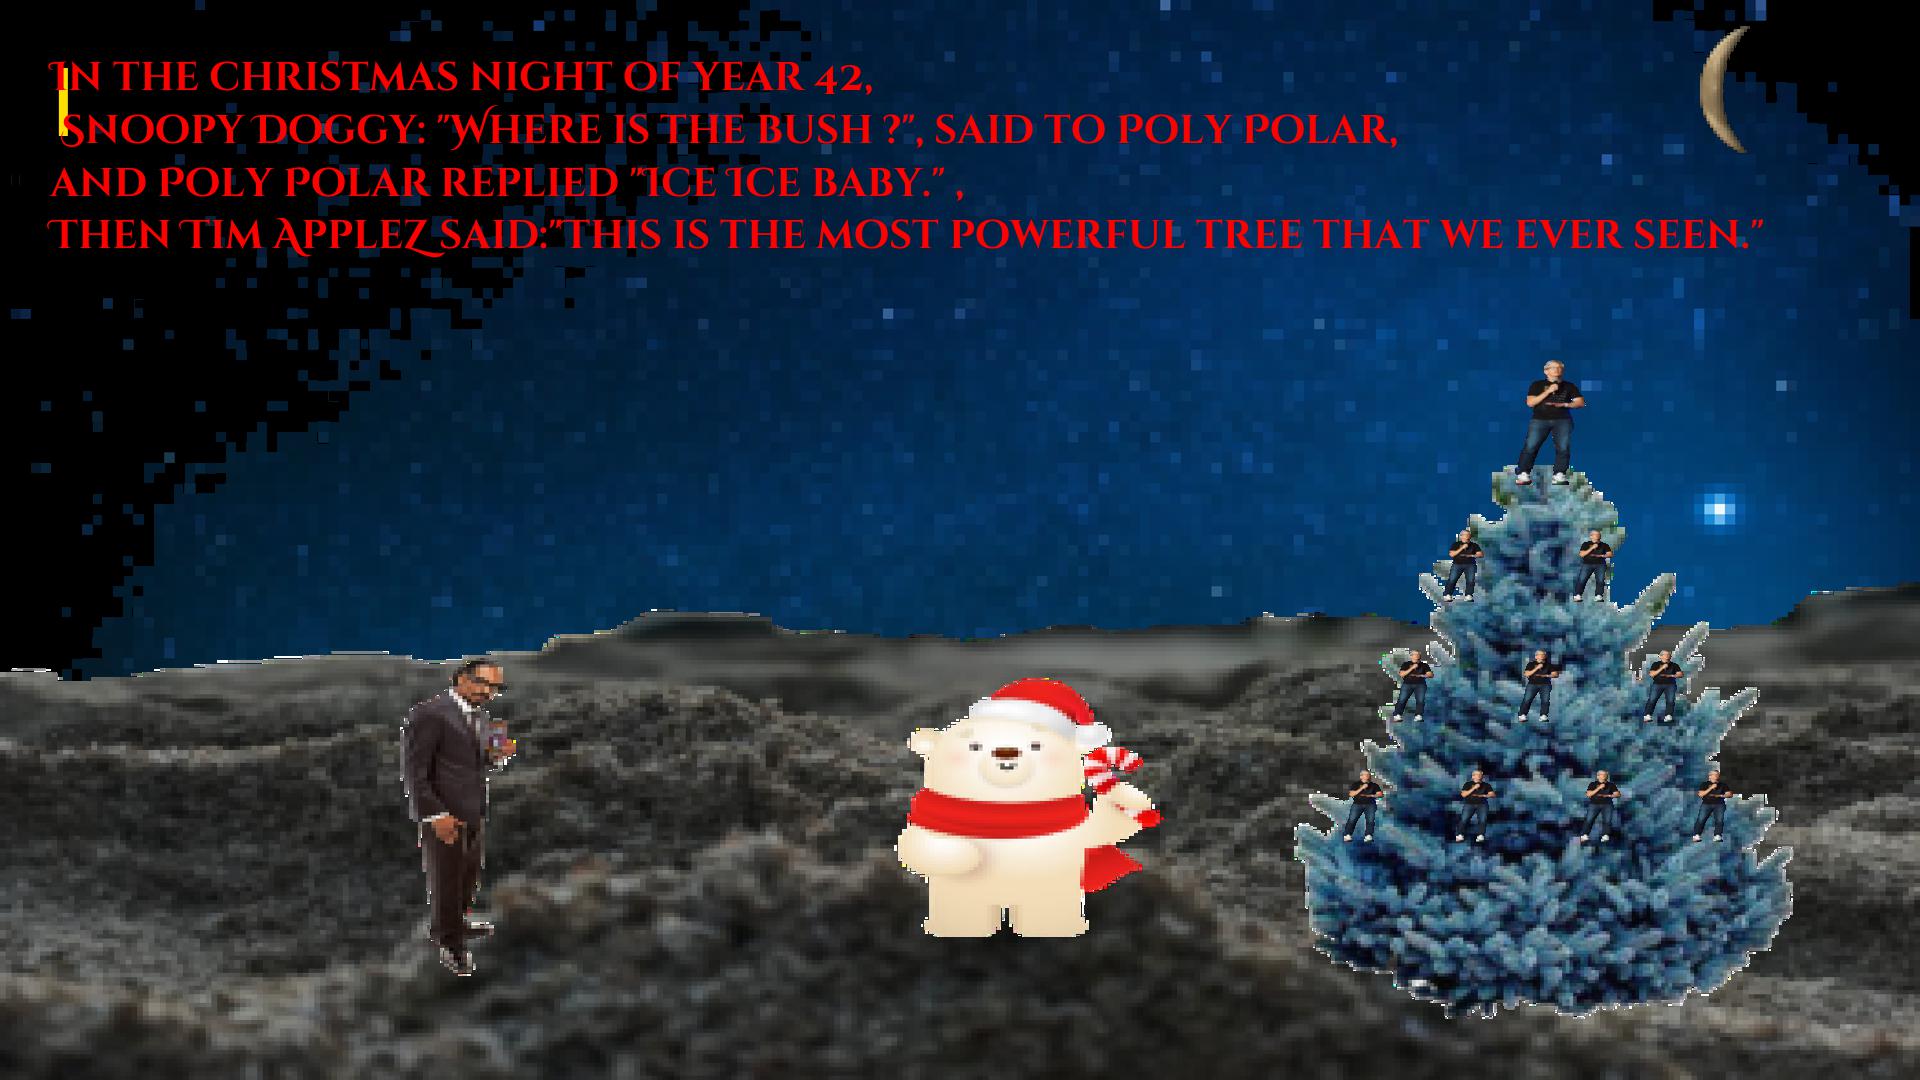 In the Christmas night of year 42,
Snoopy Doggy: "Where is the bush ?", said to Poly Polar,
and Poly Polar replied "Ice Ice baby." ,
Then Tim AppleZ said:"This is the most powerful tree that we ever seen."